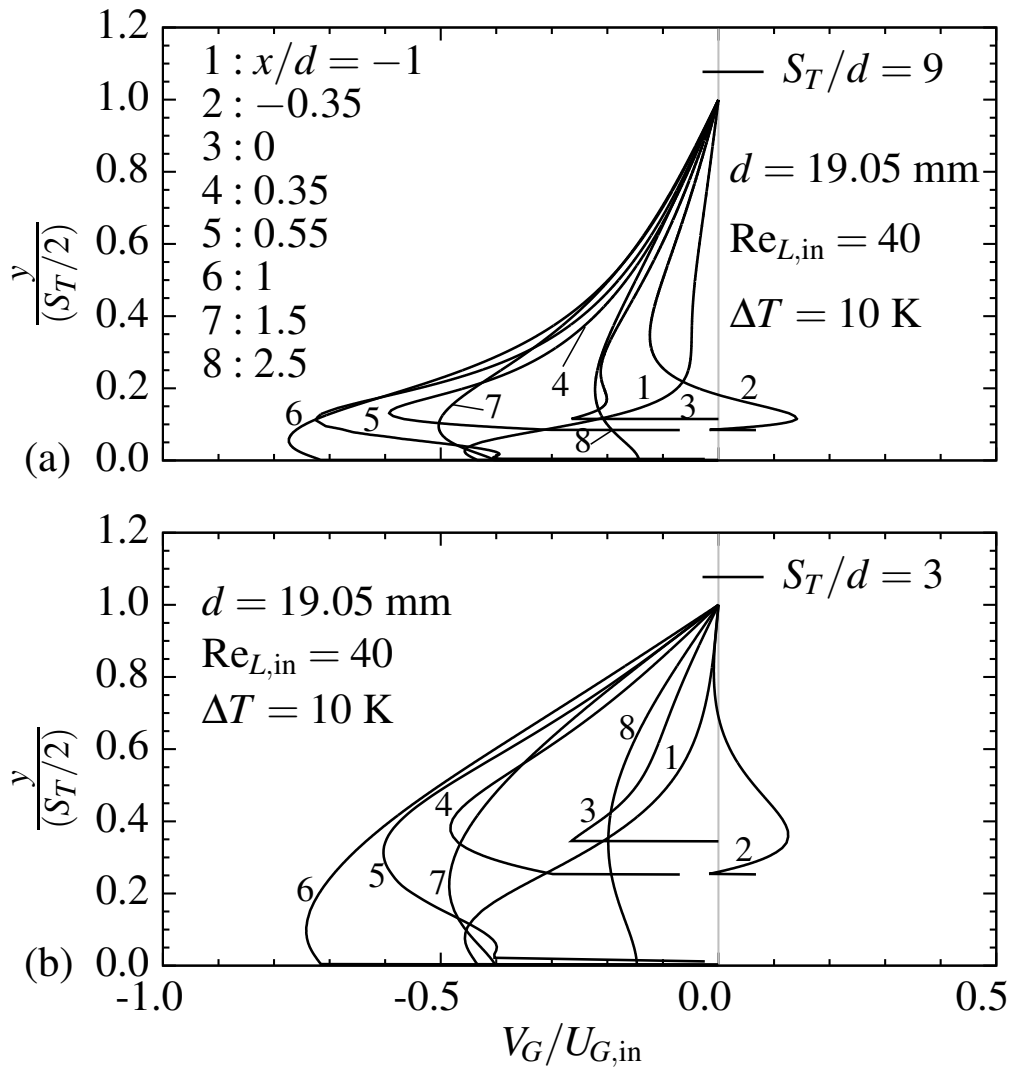 1.2
1.0
0.8
0.6
0.4
0.2
0.0
y/(S_T/2)
(a)
1 : x/d = −1
2 : −0.35
3 : 0
4 : 0.35
5 : 0.55
6 : 1
7 : 1.5
8 : 2.5
S_T/d = 9
d = 19.05 mm
Re_{L,in} = 40
ΔT = 10 K
6
5
7
4
8
1
3
2
1.2
1.0
0.8
0.6
0.4
0.2
0.0
y/(S_T/2)
(b)
S_T/d = 3
d = 19.05 mm
Re_{L,in} = 40
ΔT = 10 K
8
1
4
3
2
5
7
6
-1.0 -0.5 0.0 0.5
V_G/U_{G,in}